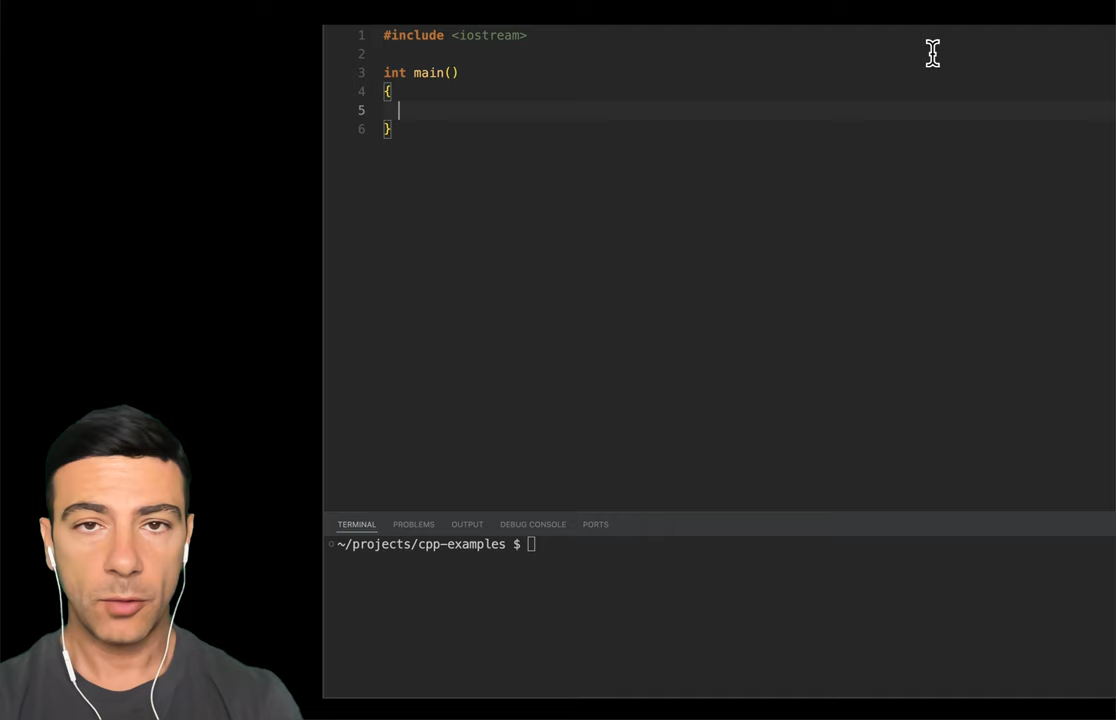 1 #include <iostream>
2
3 int main()
4 {
5
6 }
TERMINAL PROBLEMS OUTPUT DEBUG CONSOLE PORTS
~/projects/cpp-examples $